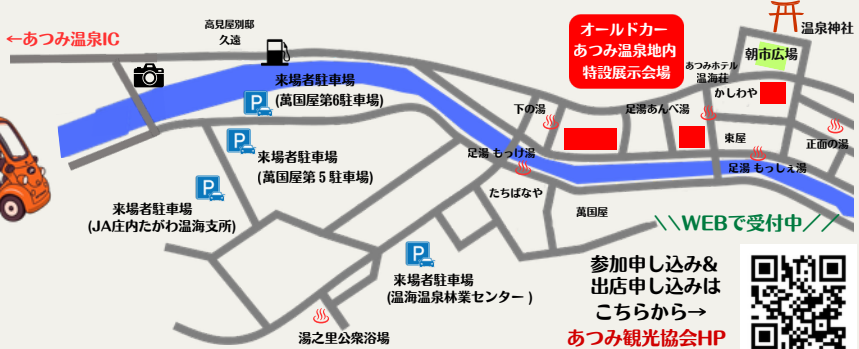 ←あつみ温泉IC
高見屋別邸
久遠
オールドカー
あつみ温泉地内
特設展示会場
温泉神社
朝市広場
あつみホテル
温海荘
かしわや
来場者駐車場
(萬国屋第6駐車場)
下の湯
足湯あんべ湯
東屋
正面の湯
来場者駐車場
(萬国屋第5駐車場)
足湯 もっけ湯
足湯 もっしぇ湯
たちばなや
萬国屋
来場者駐車場
(JA庄内たがわ温海支所)
来場者駐車場
(温海温泉林業センター)
湯之里公衆浴場
\\WEBで受付中//
参加申し込み&
出店申し込みは
こちらから→
あつみ観光協会HP
P
P
P
P